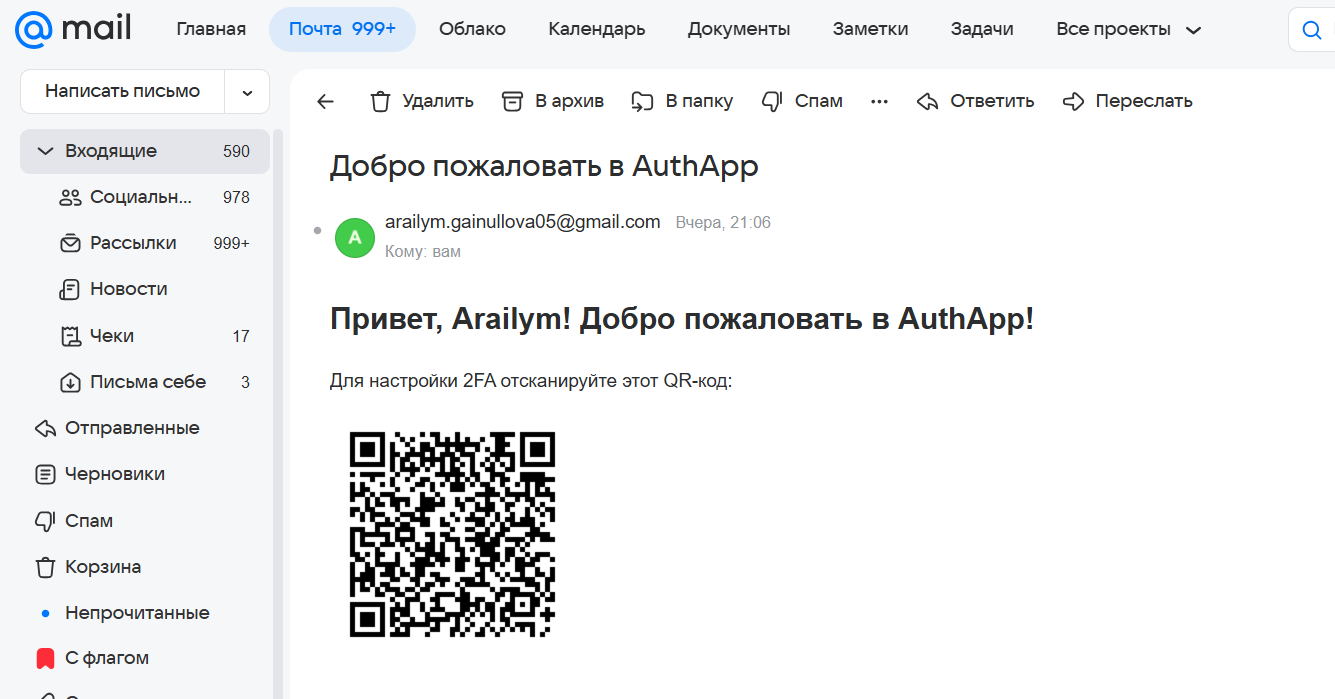 @mail Главная Почта 999+ Облако Календарь Документы Заметки Задачи Все проекты
Написать письмо
Удалить В архив В папку Спам ... Ответить Переслать
Входящие 590
Социальн... 978
Рассылки 999+
Новости
Чеки 17
Письма себе 3
Отправленные
Черновики
Спам
Корзина
Непрочитанные
С флагом
Добро пожаловать в AuthApp
A
arailym.gainullova05@gmail.com Вчера, 21:06
Кому: вам
Привет, Arailym! Добро пожаловать в AuthApp!
Для настройки 2FA отсканируйте этот QR-код: